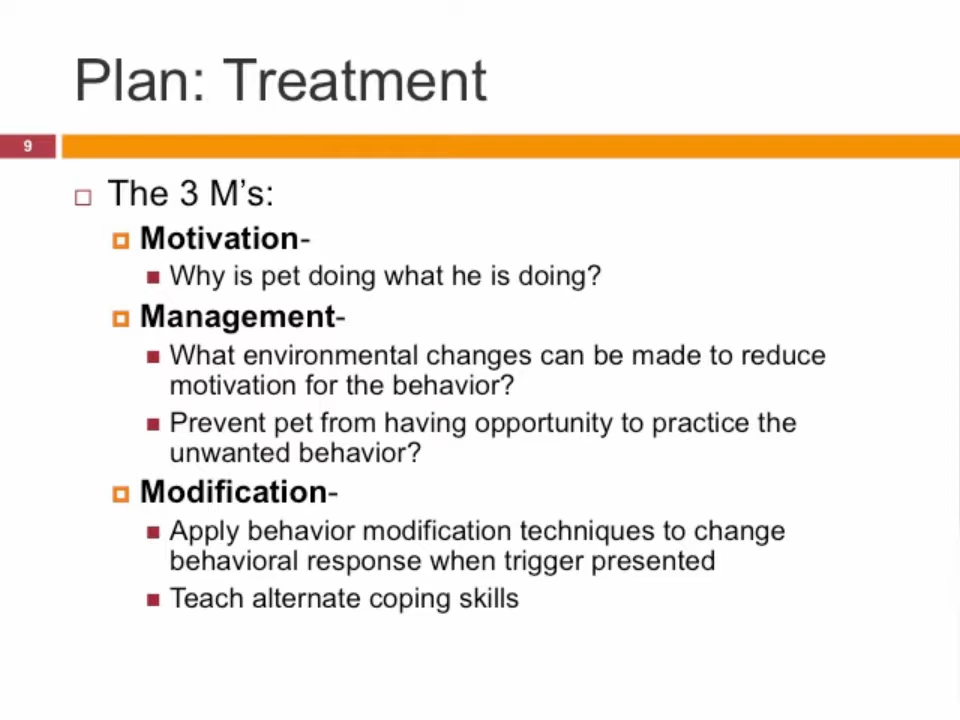 Plan: Treatment
9
The 3 M’s:
Motivation-
Why is pet doing what he is doing?
Management-
What environmental changes can be made to reduce
motivation for the behavior?
Prevent pet from having opportunity to practice the
unwanted behavior?
Modification-
Apply behavior modification techniques to change
behavioral response when trigger presented
Teach alternate coping skills